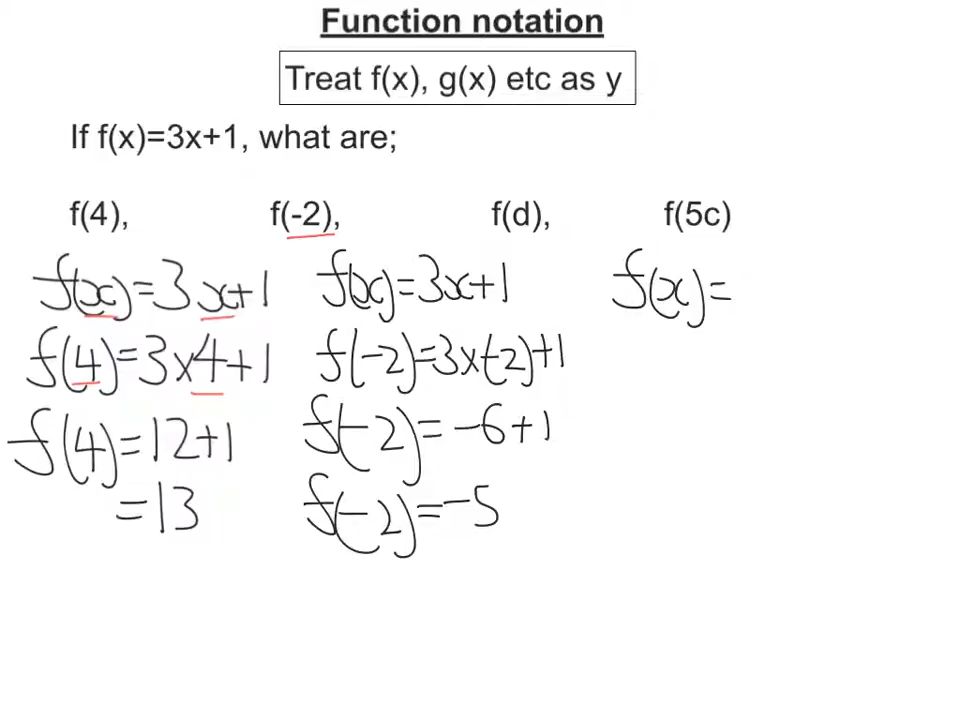 Function notation
Treat f(x), g(x) etc as y
If f(x)=3x+1, what are;
f(4), f(-2), f(d), f(5c)
f(x)=3x+1 f(x)=3x+1 f(x)=
f(4)=3x4+1 f(-2)=3x(-2)+1
f(4)=12+1 f(-2)=-6+1
=13 f(-2)=-5